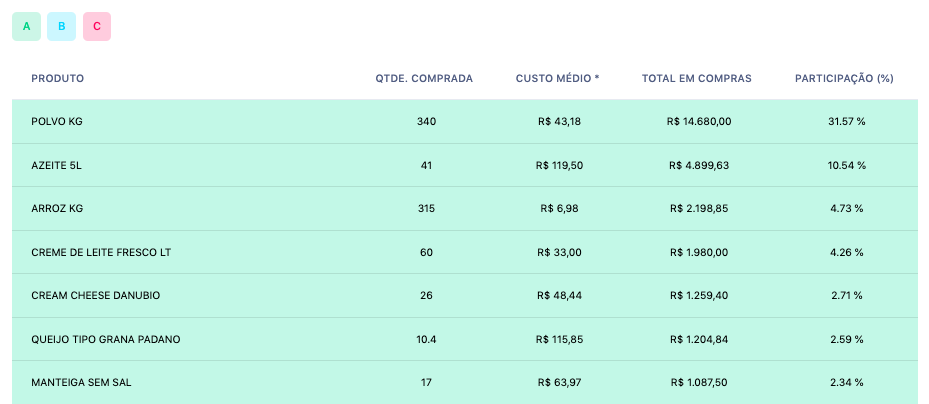 A B C
PRODUTO QTDE. COMPRADA CUSTO MÉDIO * TOTAL EM COMPRAS PARTICIPAÇÃO (%)
POLVO KG 340 R$ 43,18 R$ 14.680,00 31.57 %
AZEITE 5L 41 R$ 119,50 R$ 4.899,63 10.54 %
ARROZ KG 315 R$ 6,98 R$ 2.198,85 4.73 %
CREME DE LEITE FRESCO LT 60 R$ 33,00 R$ 1.980,00 4.26 %
CREAM CHEESE DANUBIO 26 R$ 48,44 R$ 1.259,40 2.71 %
QUEIJO TIPO GRANA PADANO 10.4 R$ 115,85 R$ 1.204,84 2.59 %
MANTEIGA SEM SAL 17 R$ 63,97 R$ 1.087,50 2.34 %